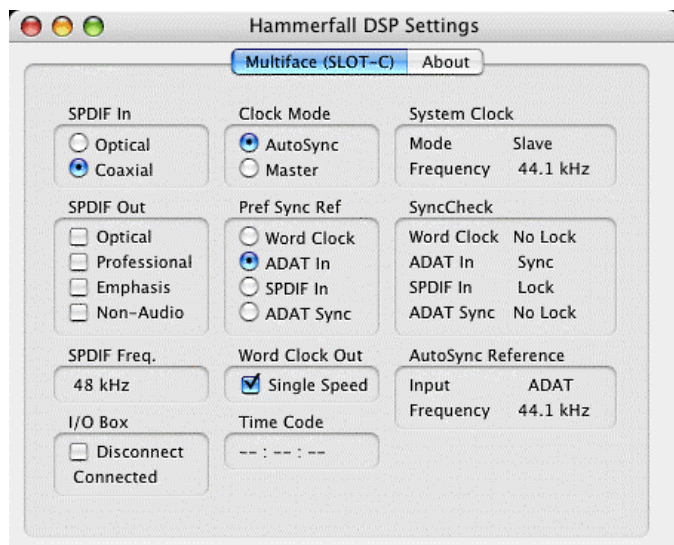 Hammerfall DSP Settings
Multiface (SLOT-C)
About
SPDIF In
Optical
Coaxial
Clock Mode
AutoSync
Master
System Clock
Mode Slave
Frequency 44.1 kHz
SPDIF Out
Optical
Professional
Emphasis
Non-Audio
Pref Sync Ref
Word Clock
ADAT In
SPDIF In
ADAT Sync
SyncCheck
Word Clock No Lock
ADAT In Sync
SPDIF In Lock
ADAT Sync No Lock
SPDIF Freq.
48 kHz
Word Clock Out
Single Speed
AutoSync Reference
Input ADAT
Frequency 44.1 kHz
I/O Box
Disconnect
Connected
Time Code
-- : -- : --